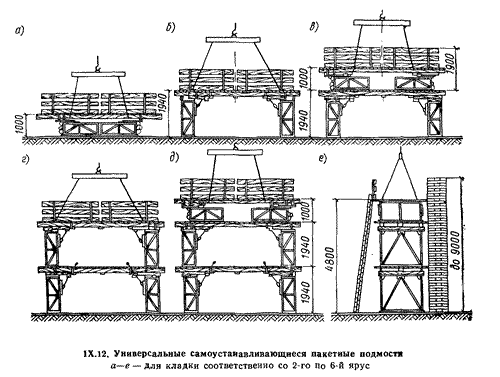 а)
б)
в)
1000
1940
1000
1940
1900
г)
д)
е)
1000
1940
1940
4800
до 9000
IX.12. Универсальные самоустанавливающиеся пакетные подмости
а—е — для кладки соответственно со 2-го по 6-й ярус